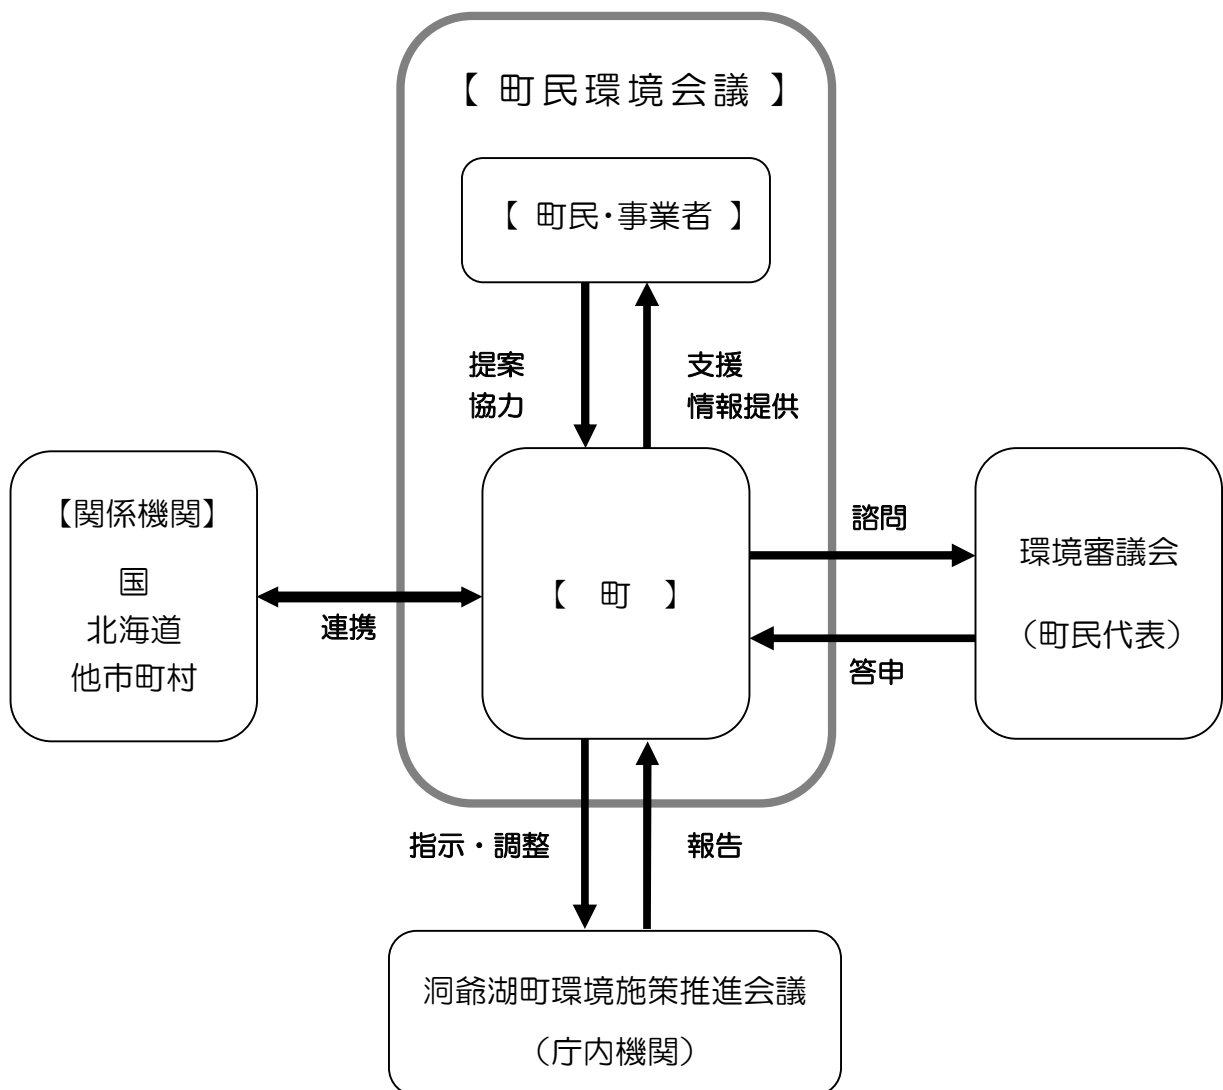 【 町民環境会議 】
【 町民・事業者 】
提案
協力
支援
情報提供
【関係機関】
国
北海道
他市町村
連携
【 町 】
諮問
答申
環境審議会
（町民代表）
指示・調整
報告
洞爺湖町環境施策推進会議
（庁内機関）